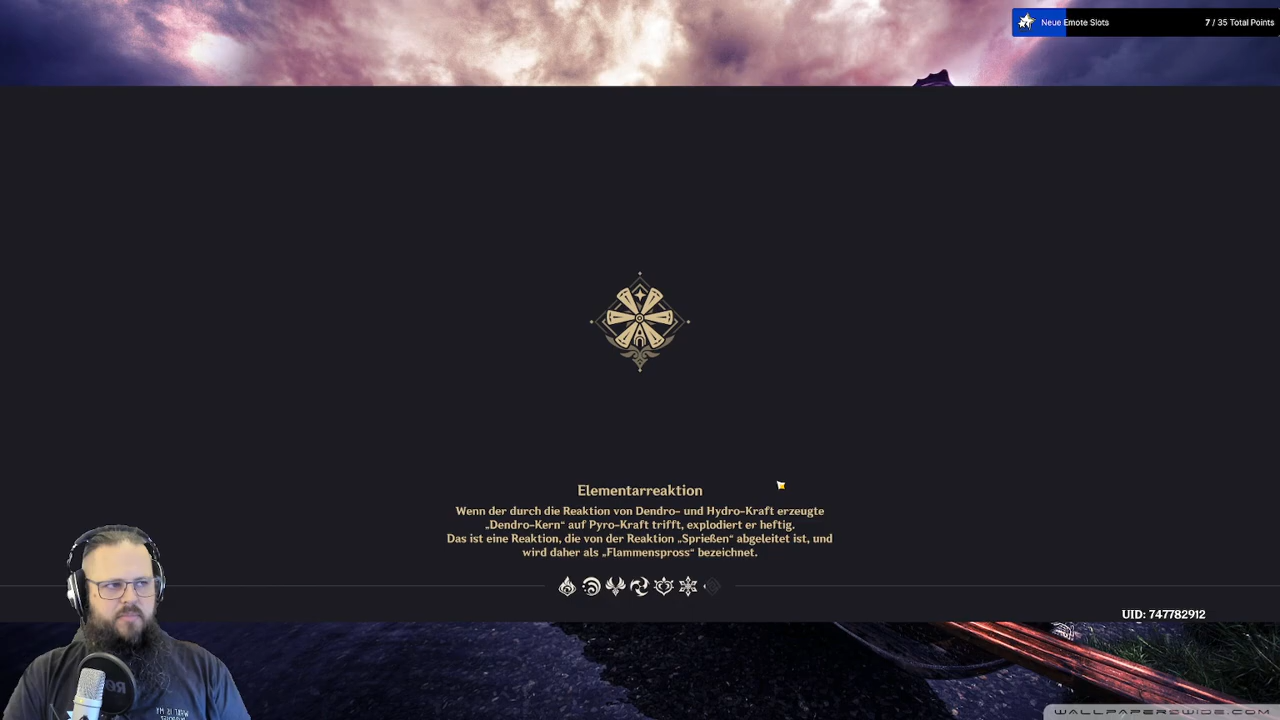 Neue Emote Slots
7 / 35 Total Points
Elementarreaktion
Wenn der durch die Reaktion von Dendro- und Hydro-Kraft erzeugte
„Dendro-Kern“ auf Pyro-Kraft trifft, explodiert er heftig.
Das ist eine Reaktion, die von der Reaktion „Sprießen“ abgeleitet ist, und
wird daher als „Flammenspross“ bezeichnet.
UID: 747782912
WALLPAPERSWIDE.COM